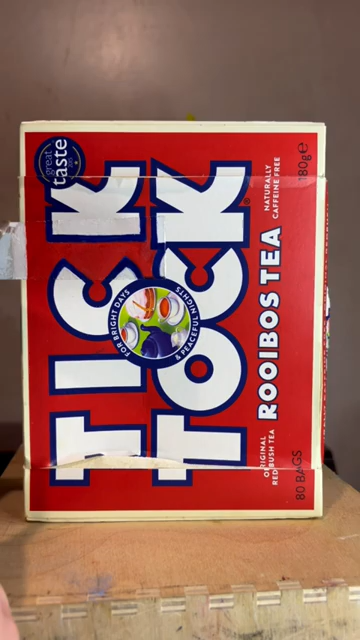 great
taste
TICK
TOCK®
FOR BRIGHT DAYS
& PEACEFUL NIGHTS
ROOIBOS TEA
ORIGINAL
RED BUSH TEA
NATURALLY
CAFFEINE FREE
80 BAGS
180g℮